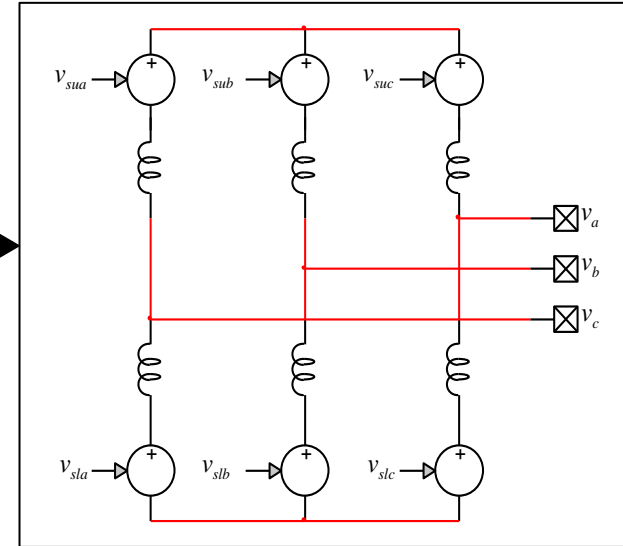 + + +
v_sua v_sub v_suc
v_a
v_b
v_c
+ + +
v_sla v_slb v_slc